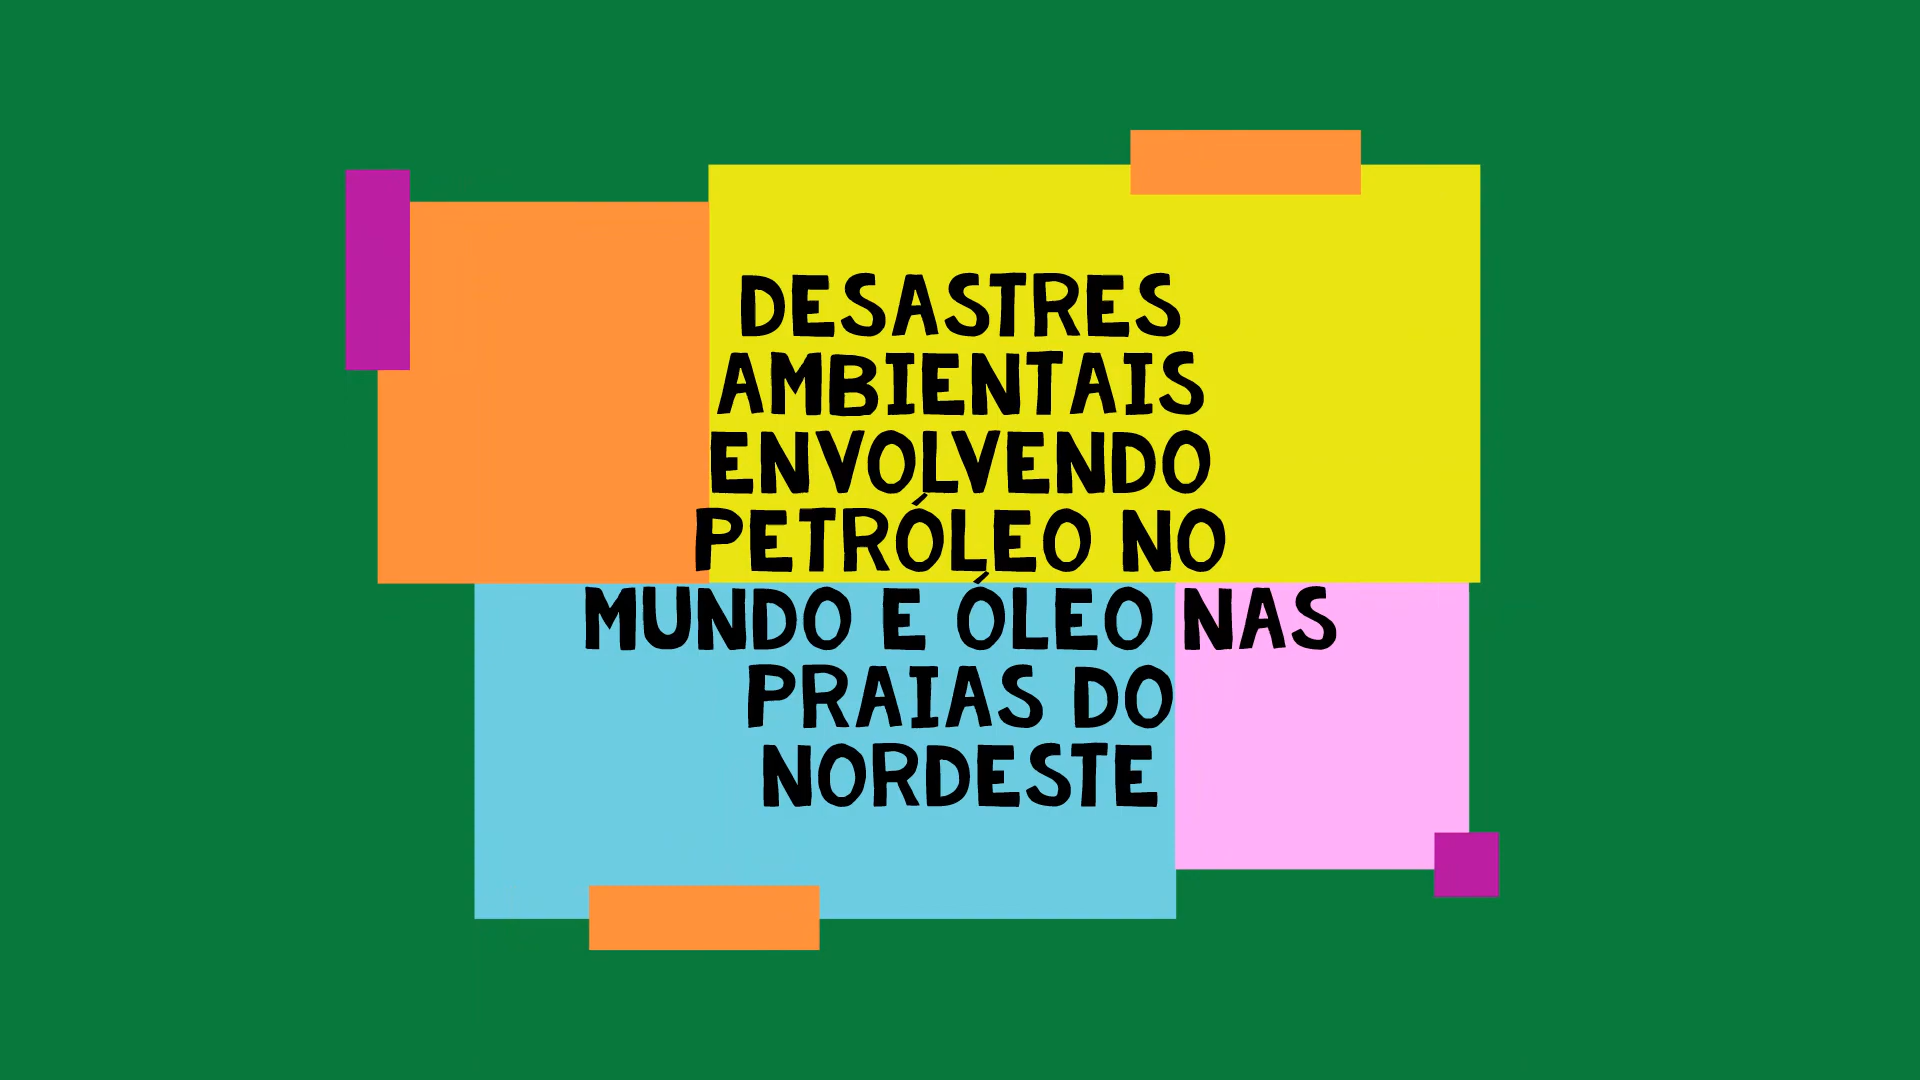 DESASTRES
AMBIENTAIS
ENVOLVENDO
PETRÓLEO NO
MUNDO E ÓLEO NAS
PRAIAS DO
NORDESTE